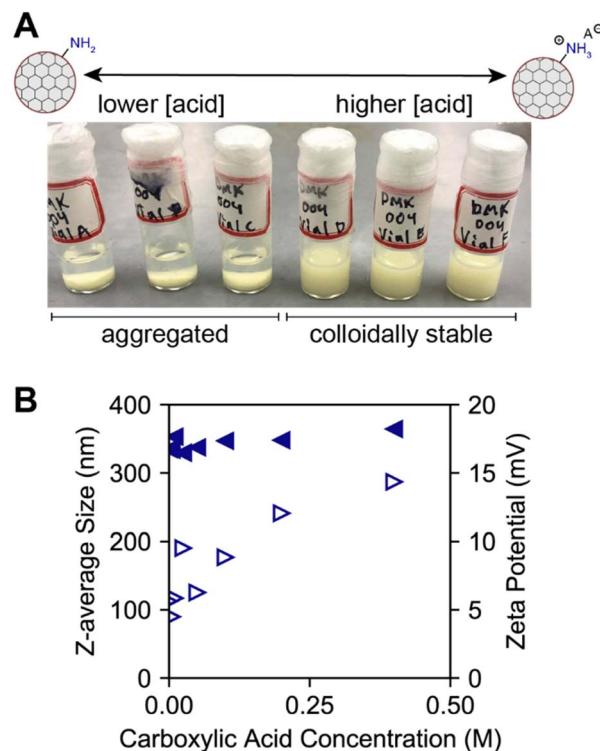 A
NH₂
⊕ NH₃ A⊖
lower [acid]
higher [acid]
DMK 004 Vial A
004 Vial B
DMK 004 Vial C
DMK 004 Vial D
DMK 004 Vial E
DMK 004 Vial F
aggregated
colloidally stable
B
400
300
200
100
0
Z-average Size (nm)
20
15
10
5
0
Zeta Potential (mV)
0.00
0.25
0.50
Carboxylic Acid Concentration (M)